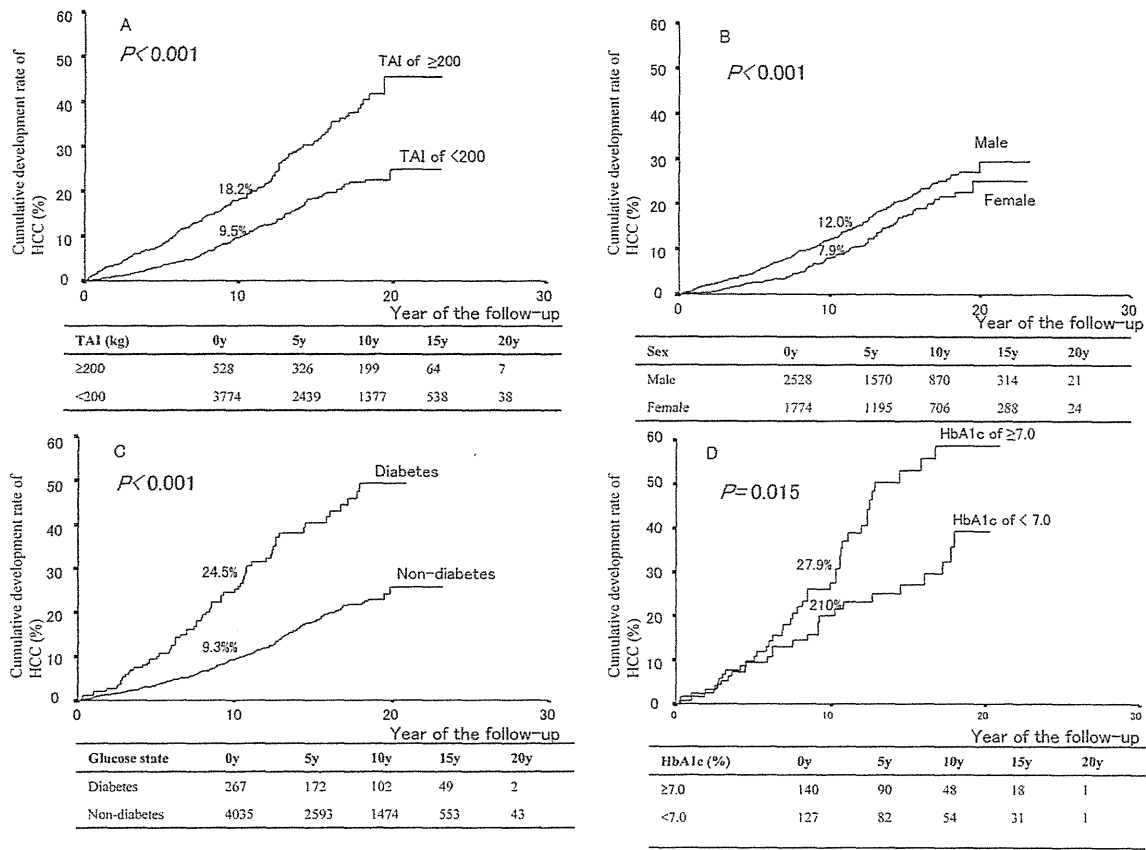 A
P<0.001
Cumulative development rate of
HCC (%)
60
50
40
30
20
10
0
TAI of ≥200
TAI of <200
18.2%
9.5%
0 10 20 30
Year of the follow-up
TAI (kg) 0y 5y 10y 15y 20y
≥200 528 326 199 64 7
<200 3774 2439 1377 538 38
B
P<0.001
Cumulative development rate of
HCC (%)
60
50
40
30
20
10
0
Male
Female
12.0%
7.9%
0 10 20 30
Year of the follow-up
Sex 0y 5y 10y 15y 20y
Male 2528 1570 870 314 21
Female 1774 1195 706 288 24
C
P<0.001
Cumulative development rate of
HCC (%)
60
50
40
30
20
10
0
Diabetes
Non-diabetes
24.5%
9.3%%
0 10 20 30
Year of the follow-up
Glucose state 0y 5y 10y 15y 20y
Diabetes 267 172 102 49 2
Non-diabetes 4035 2593 1474 553 43
D
P=0.015
Cumulative development rate of
HCC (%)
60
50
40
30
20
10
0
HbA1c of ≥7.0
HbA1c of < 7.0
27.9%
210%
0 10 20 30
Year of the follow-up
HbA1c (%) 0y 5y 10y 15y 20y
≥7.0 140 90 48 18 1
<7.0 127 82 54 31 1